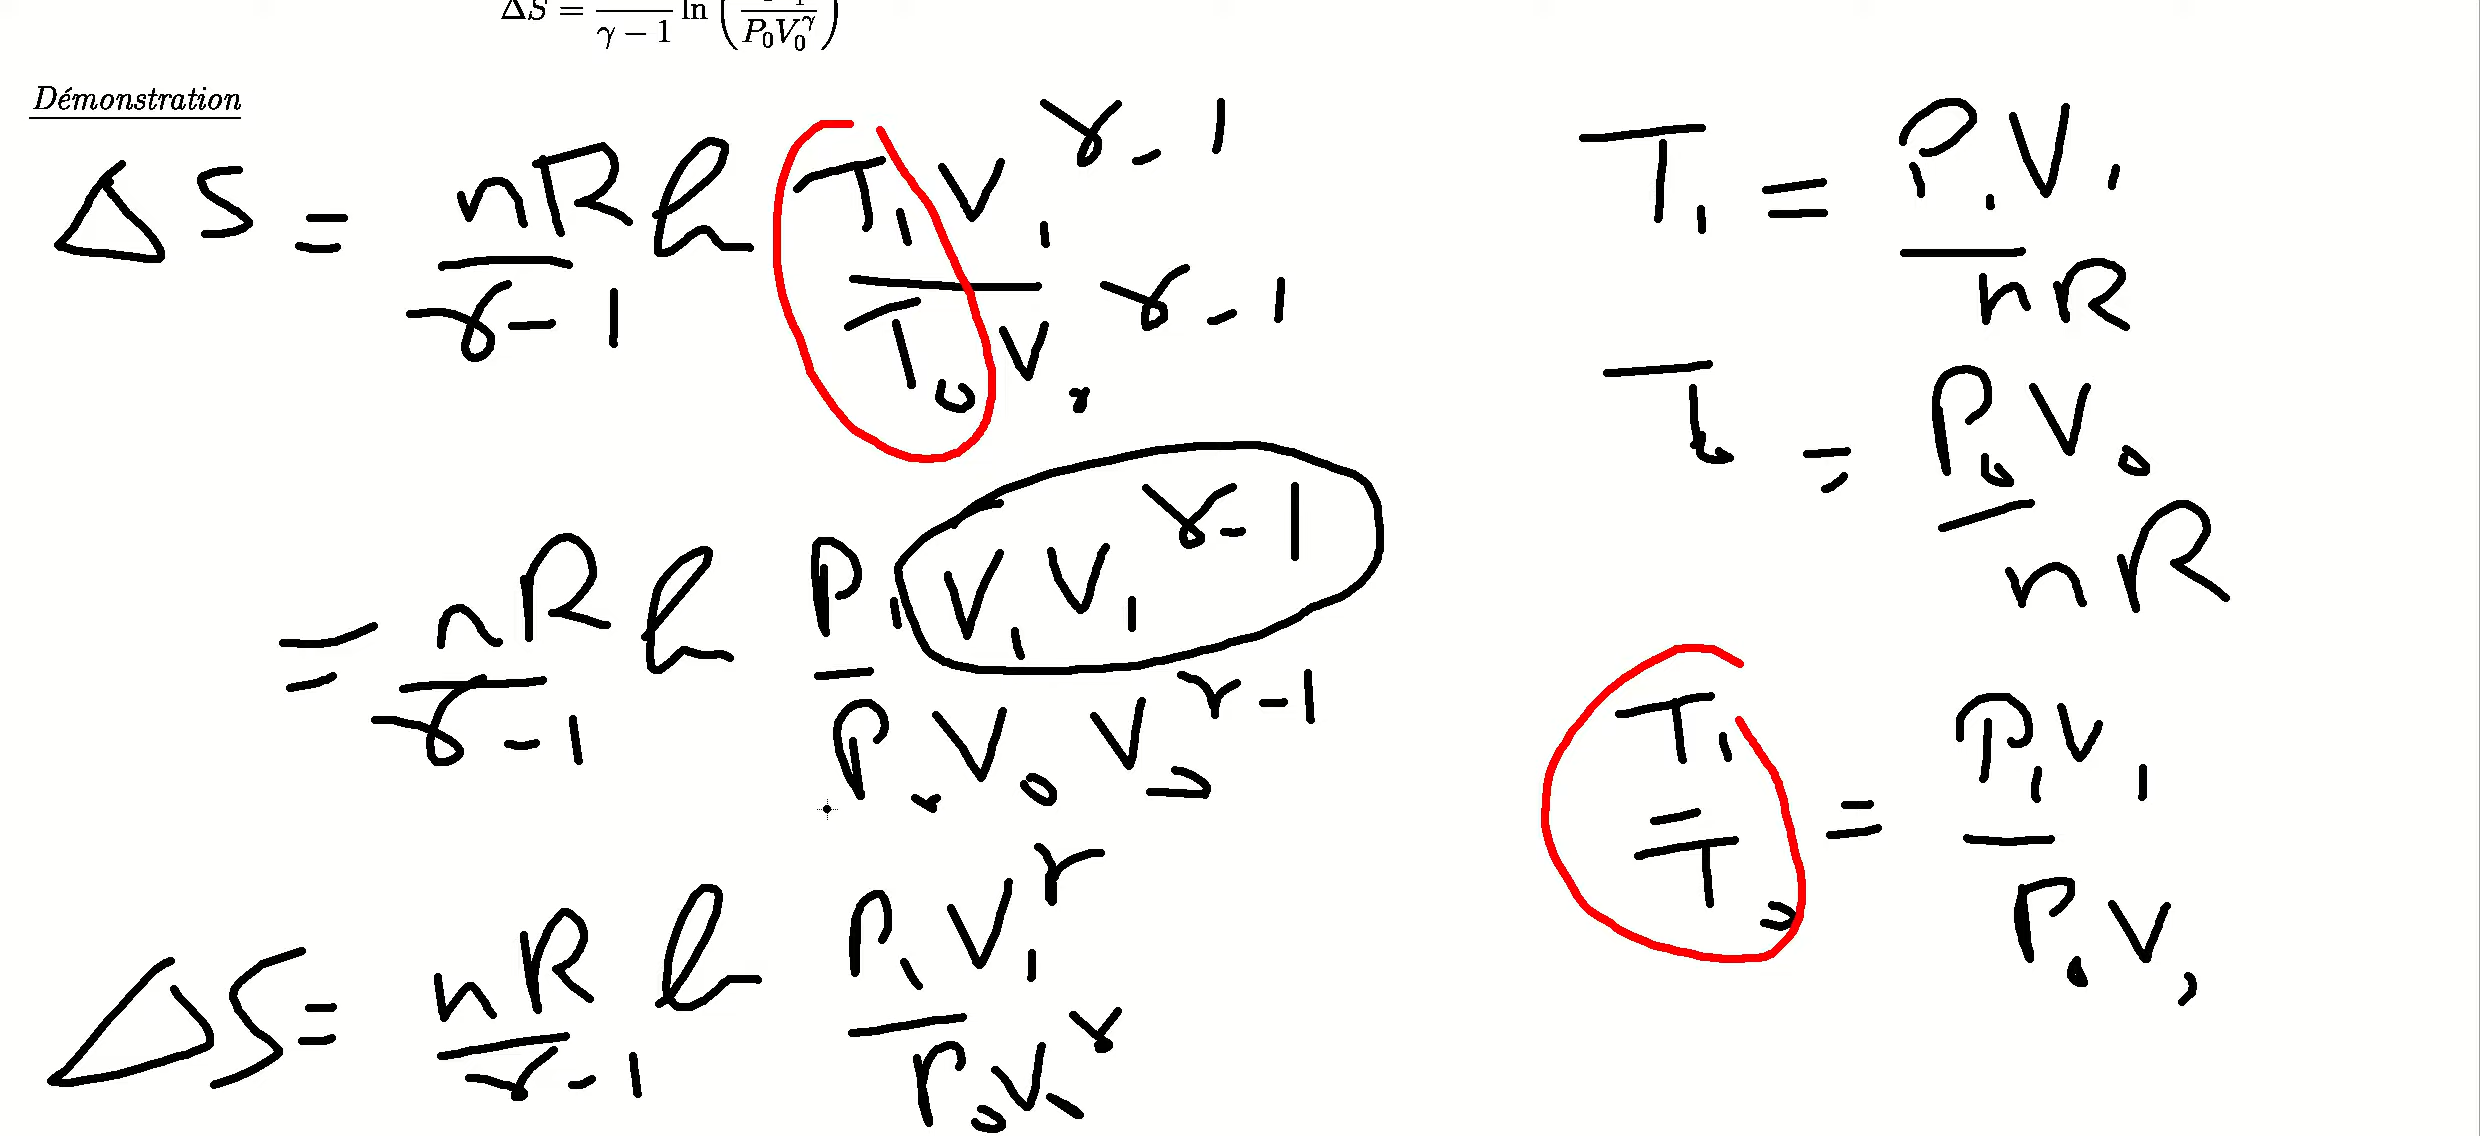 ΔS = / γ − 1 ln ( / P₀V₀^γ )
Démonstration
ΔS = nR / γ-1 ln T₁V₁^γ-1 / T₀V₀^γ-1
= nR / γ-1 ln P₁V₁V₁^γ-1 / P₀V₀V₀^γ-1
ΔS = nR / γ-1 ln P₁V₁^γ / P₀V₀^γ
T₁ = P₁V₁ / nR
T₀ = P₀V₀ / nR
T₁ / T₀ = P₁V₁ / P₀V₀